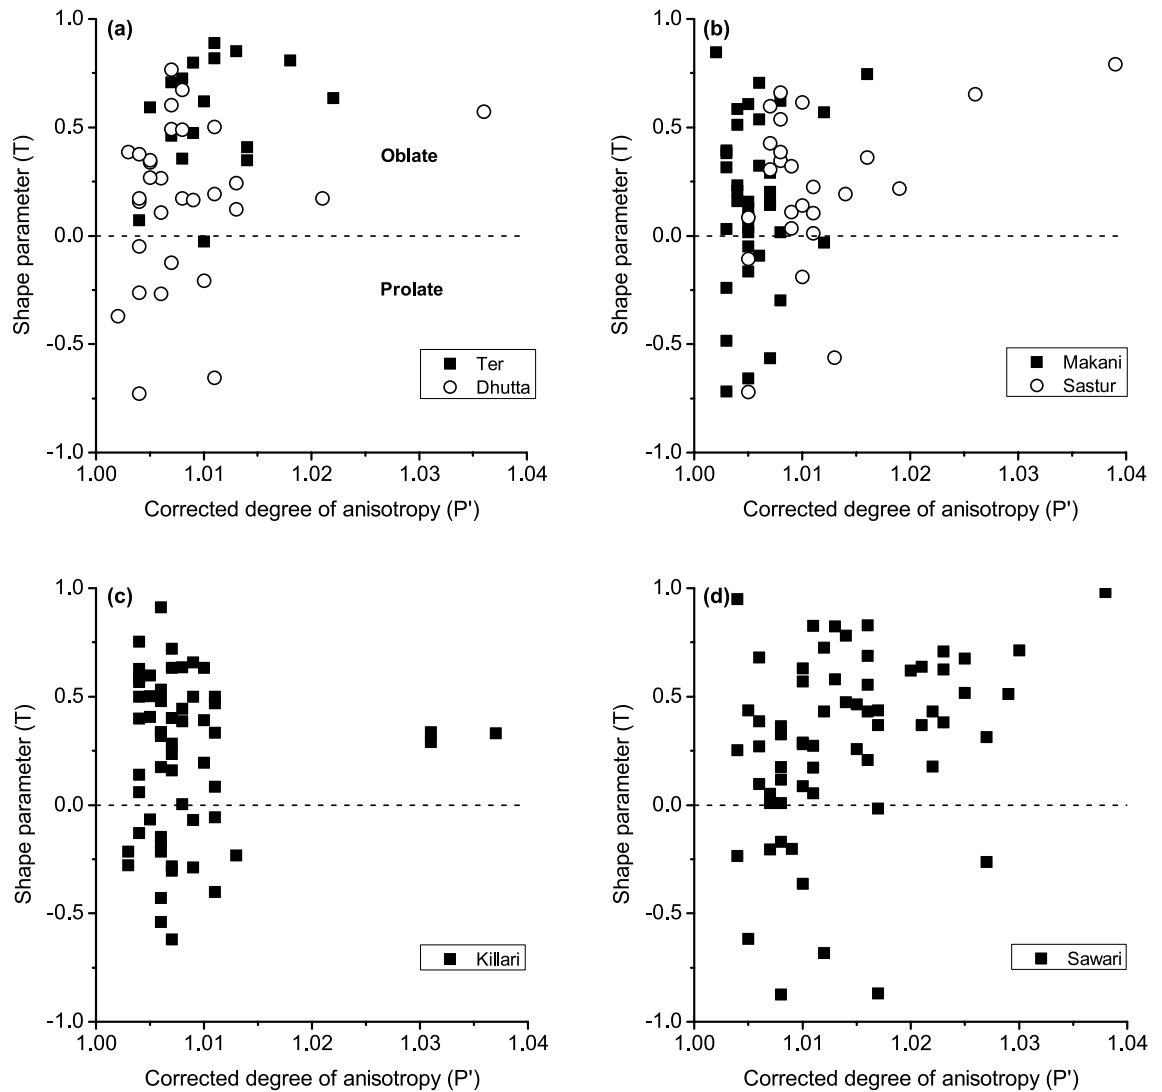 (a)
1.0
0.5
0.0
-0.5
-1.0
Shape parameter (T)
Oblate
Prolate
Ter
Dhutta
1.00 1.01 1.02 1.03 1.04
Corrected degree of anisotropy (P')
(b)
1.0
0.5
0.0
-0.5
-1.0
Shape parameter (T)
Makani
Sastur
1.00 1.01 1.02 1.03 1.04
Corrected degree of anisotropy (P')
(c)
1.0
0.5
0.0
-0.5
-1.0
Shape parameter (T)
Killari
1.00 1.01 1.02 1.03 1.04
Corrected degree of anisotropy (P')
(d)
1.0
0.5
0.0
-0.5
-1.0
Shape parameter (T)
Sawari
1.00 1.01 1.02 1.03 1.04
Corrected degree of anisotropy (P')